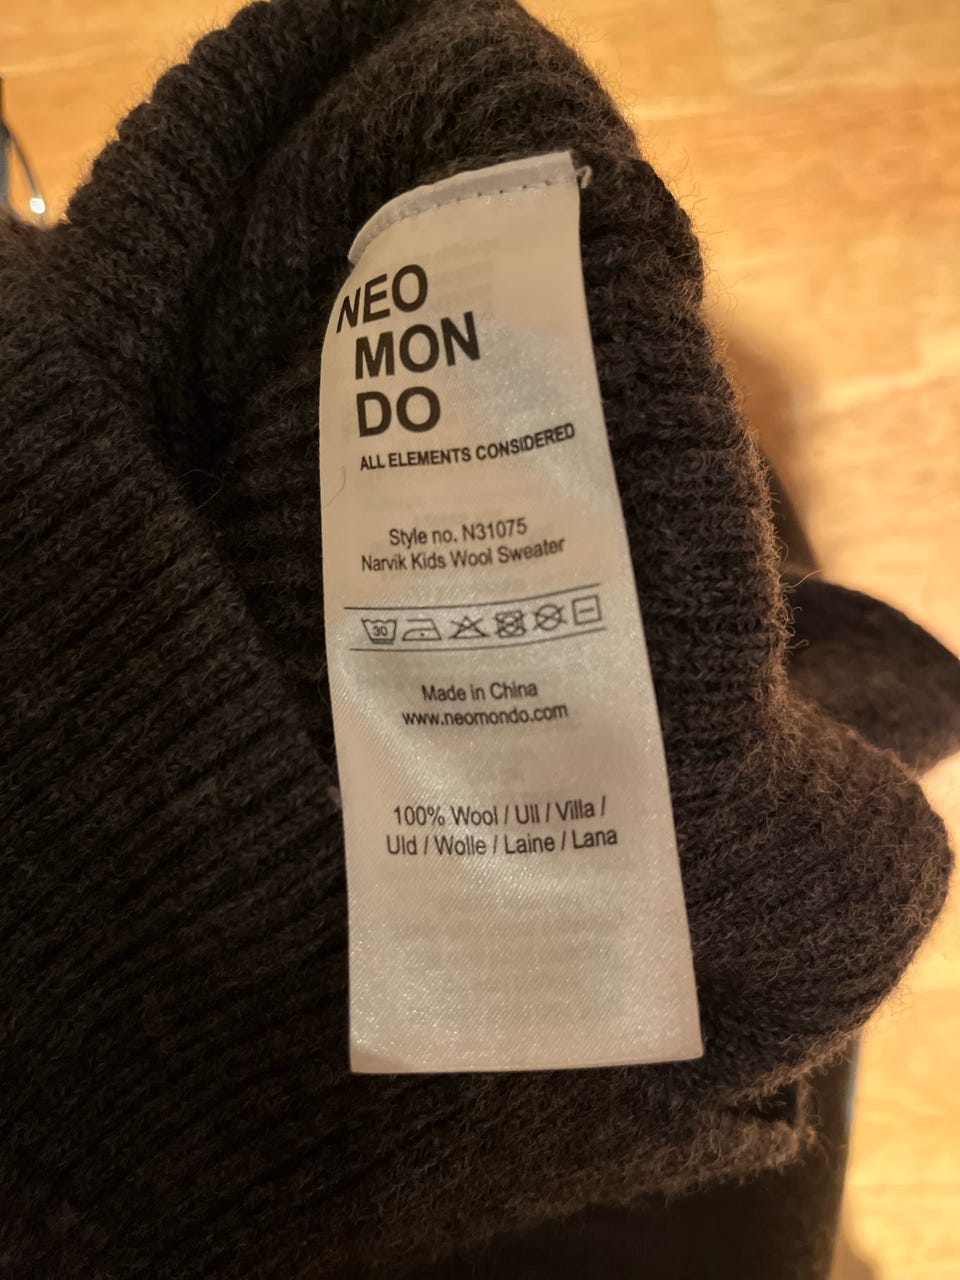 NEO
MON
DO
ALL ELEMENTS CONSIDERED
Style no. N31075
Narvik Kids Wool Sweater
30
Made in China
www.neomondo.com
100% Wool / Ull / Villa /
Uld / Wolle / Laine / Lana